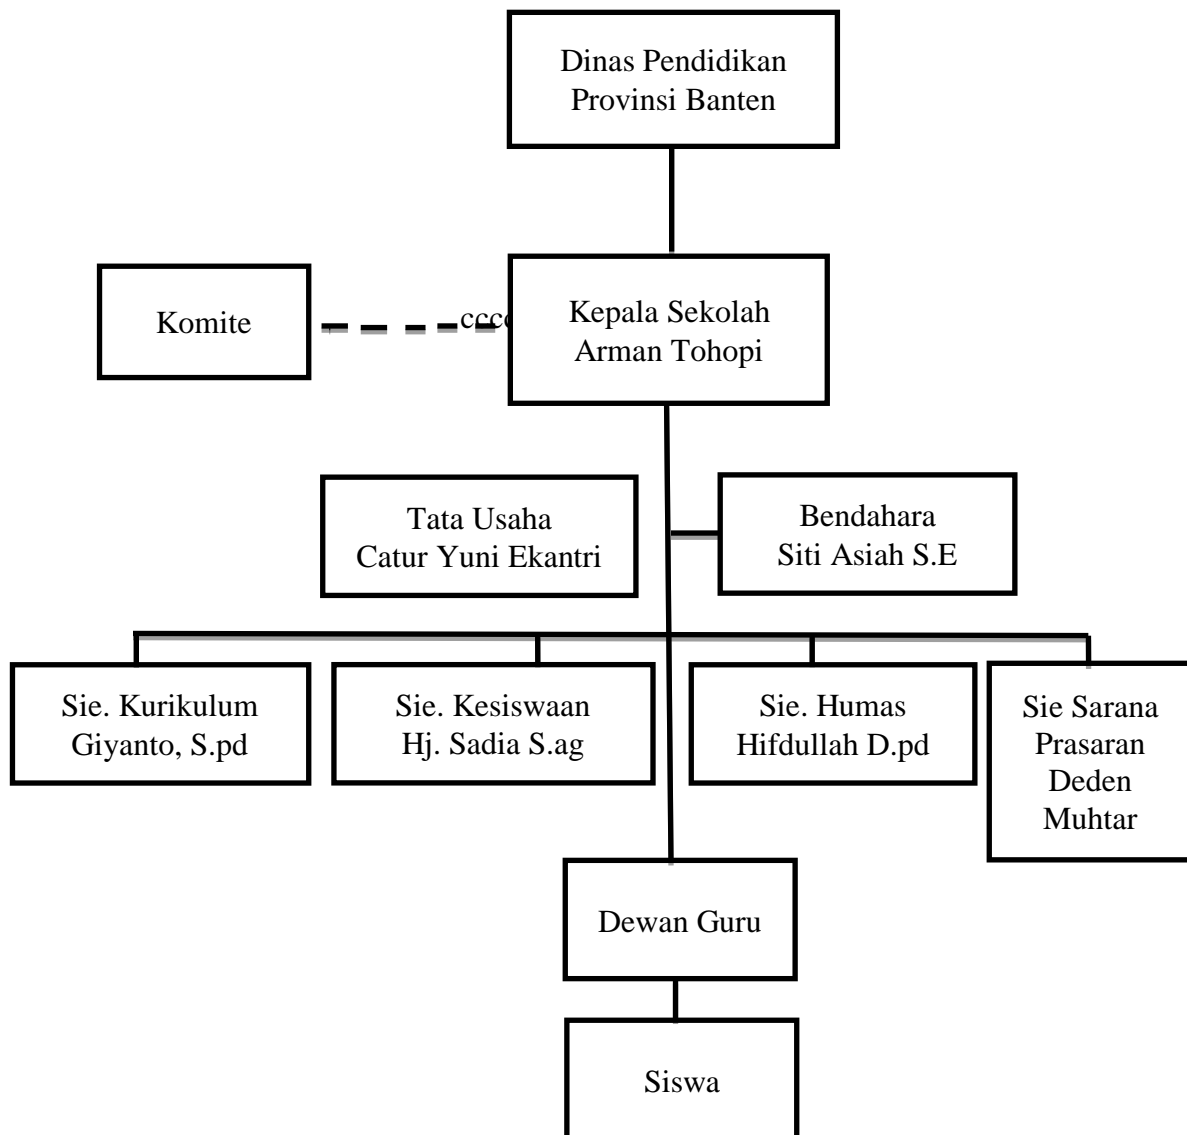 Dinas Pendidikan
Provinsi Banten
Komite
ccc
Kepala Sekolah
Arman Tohopi
Tata Usaha
Catur Yuni Ekantri
Bendahara
Siti Asiah S.E
Sie. Kurikulum
Giyanto, S.pd
Sie. Kesiswaan
Hj. Sadia S.ag
Sie. Humas
Hifdullah D.pd
Sie Sarana
Prasaran
Deden
Muhtar
Dewan Guru
Siswa